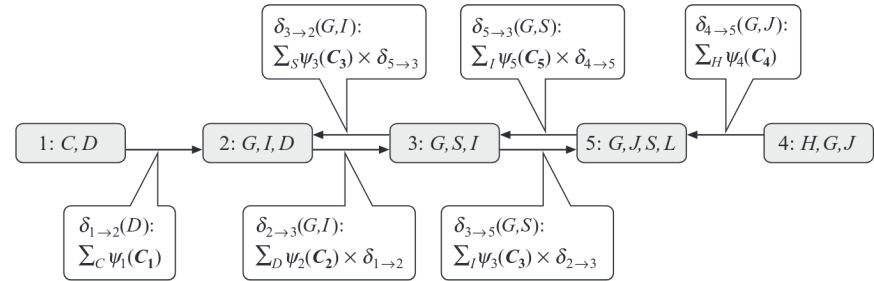 δ3→2(G,I):
∑S ψ3(C3) × δ5→3
δ5→3(G,S):
∑I ψ5(C5) × δ4→5
δ4→5(G,J):
∑H ψ4(C4)
1: C,D
2: G,I,D
3: G,S,I
5: G,J,S,L
4: H,G,J
δ1→2(D):
∑C ψ1(C1)
δ2→3(G,I):
∑D ψ2(C2) × δ1→2
δ3→5(G,S):
∑I ψ3(C3) × δ2→3